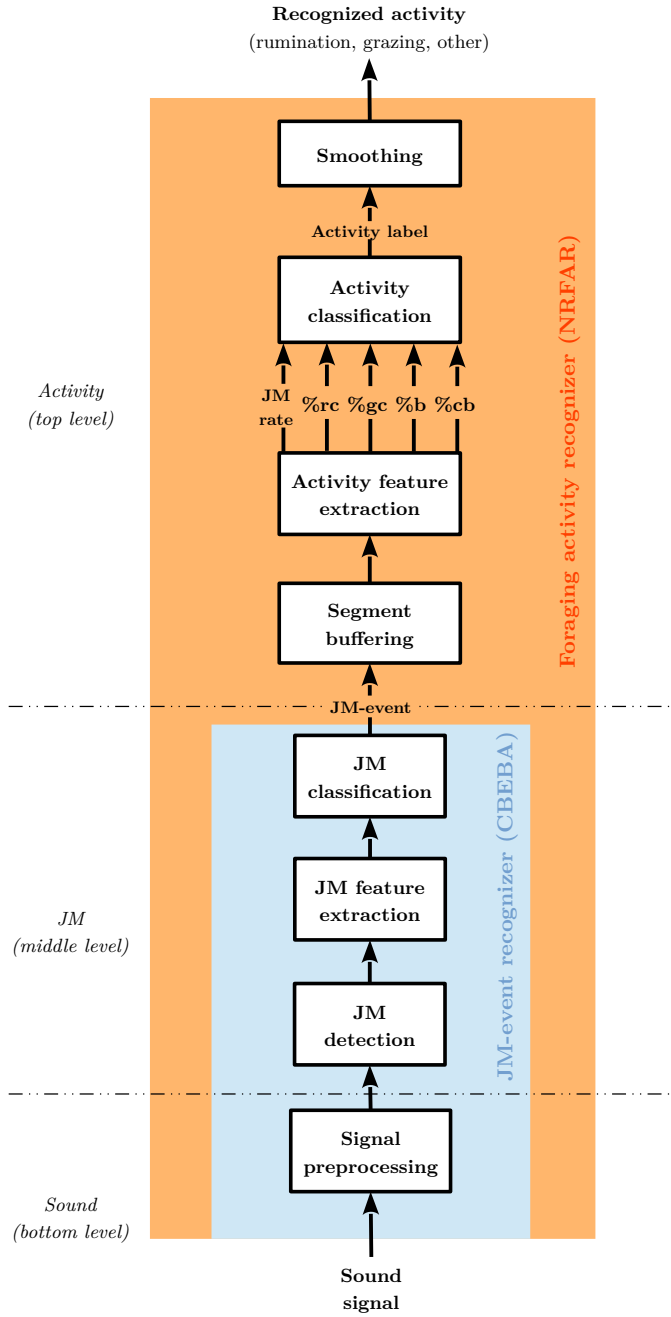 Recognized activity
(rumination, grazing, other)
Smoothing
Activity label
Activity
classification
JM
rate
%rc
%gc
%b
%cb
Activity feature
extraction
Segment
buffering
Activity
(top level)
Foraging activity recognizer (NRFAR)
JM-event
JM
classification
JM feature
extraction
JM
detection
JM
(middle level)
JM-event recognizer (CBEBA)
Signal
preprocessing
Sound
(bottom level)
Sound
signal